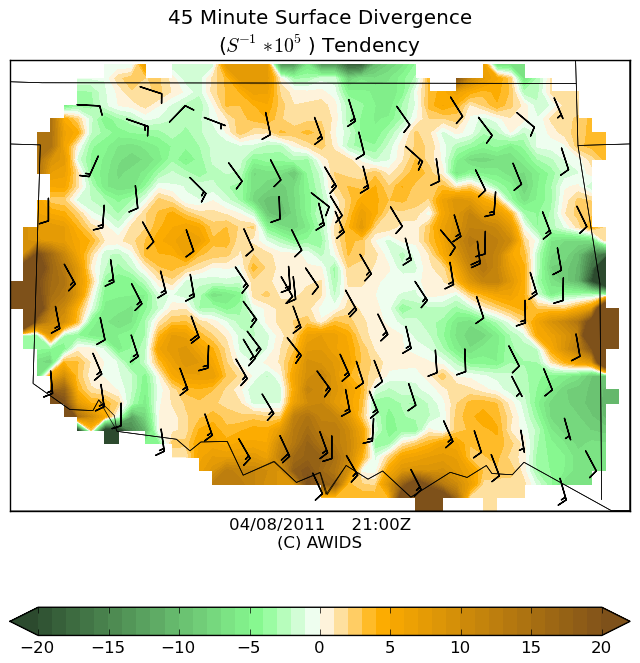 45 Minute Surface Divergence
(S⁻¹ *10⁵ ) Tendency
04/08/2011 21:00Z
(C) AWIDS
−20 −15 −10 −5 0 5 10 15 20